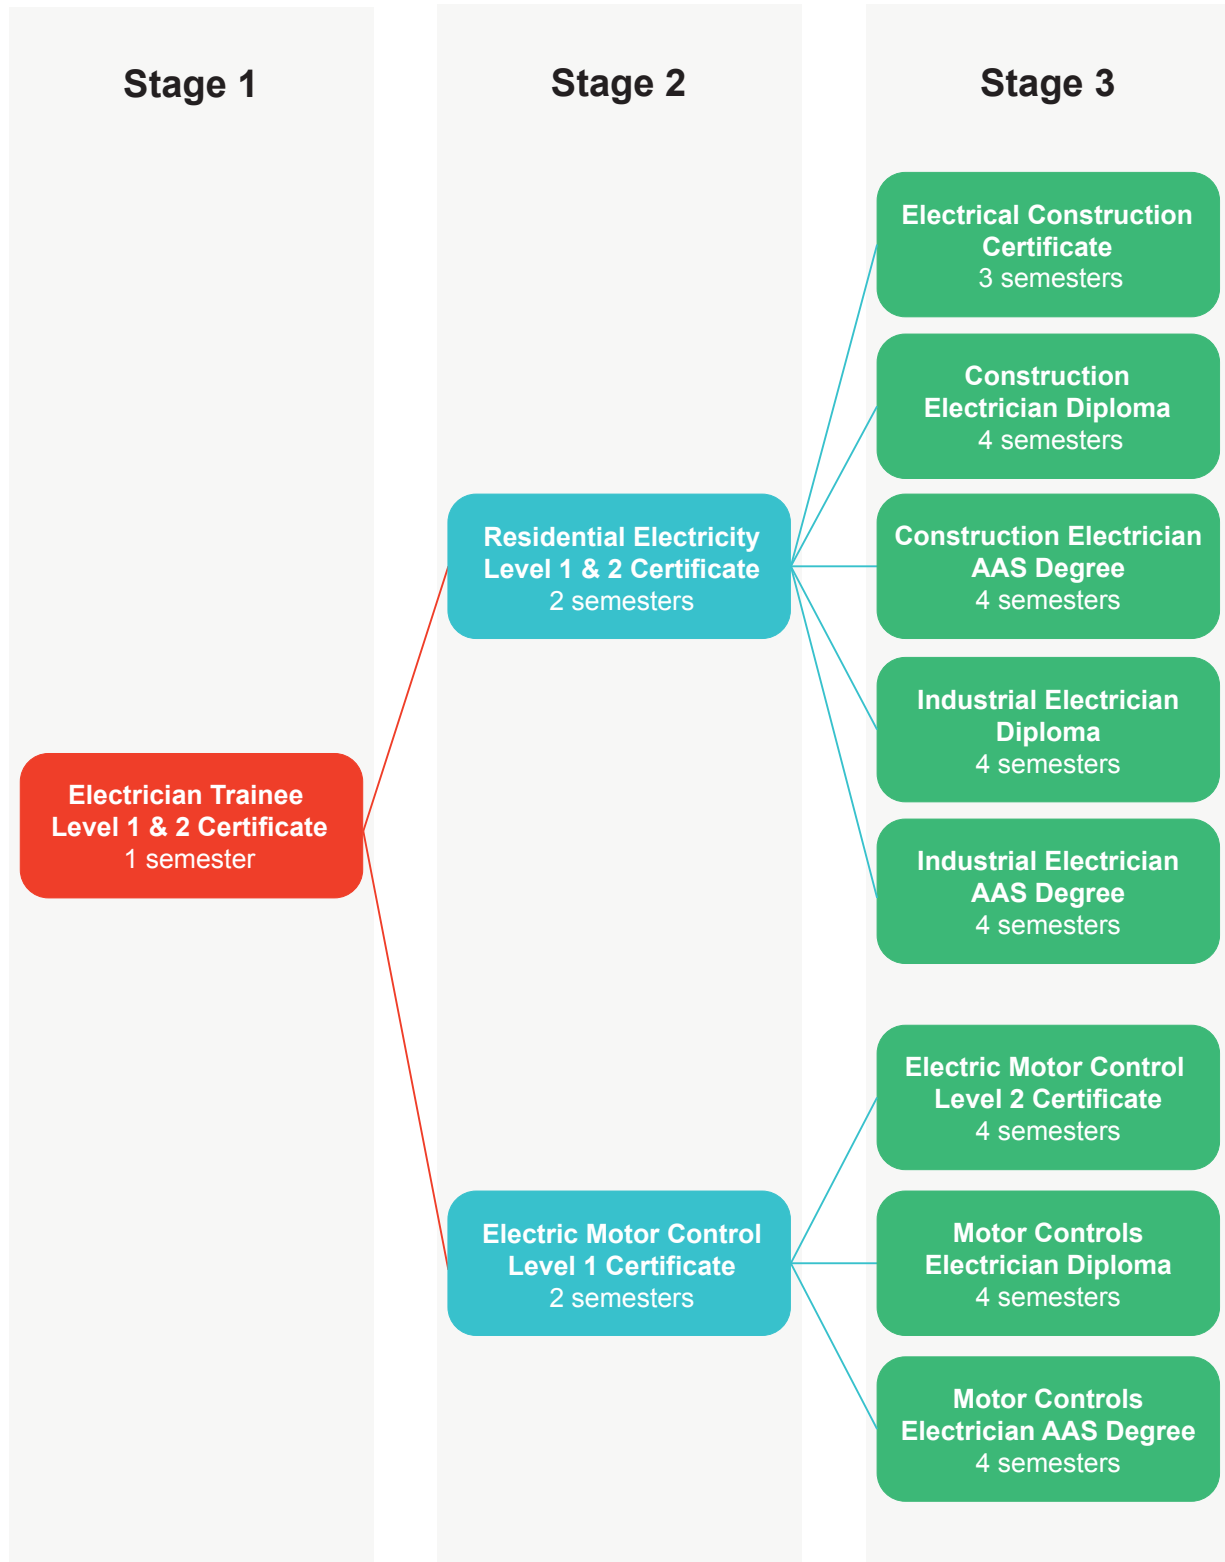 Stage 1
Stage 2
Stage 3
Electrician Trainee
Level 1 & 2 Certificate
1 semester
Residential Electricity
Level 1 & 2 Certificate
2 semesters
Electric Motor Control
Level 1 Certificate
2 semesters
Electrical Construction
Certificate
3 semesters
Construction
Electrician Diploma
4 semesters
Construction Electrician
AAS Degree
4 semesters
Industrial Electrician
Diploma
4 semesters
Industrial Electrician
AAS Degree
4 semesters
Electric Motor Control
Level 2 Certificate
4 semesters
Motor Controls
Electrician Diploma
4 semesters
Motor Controls
Electrician AAS Degree
4 semesters